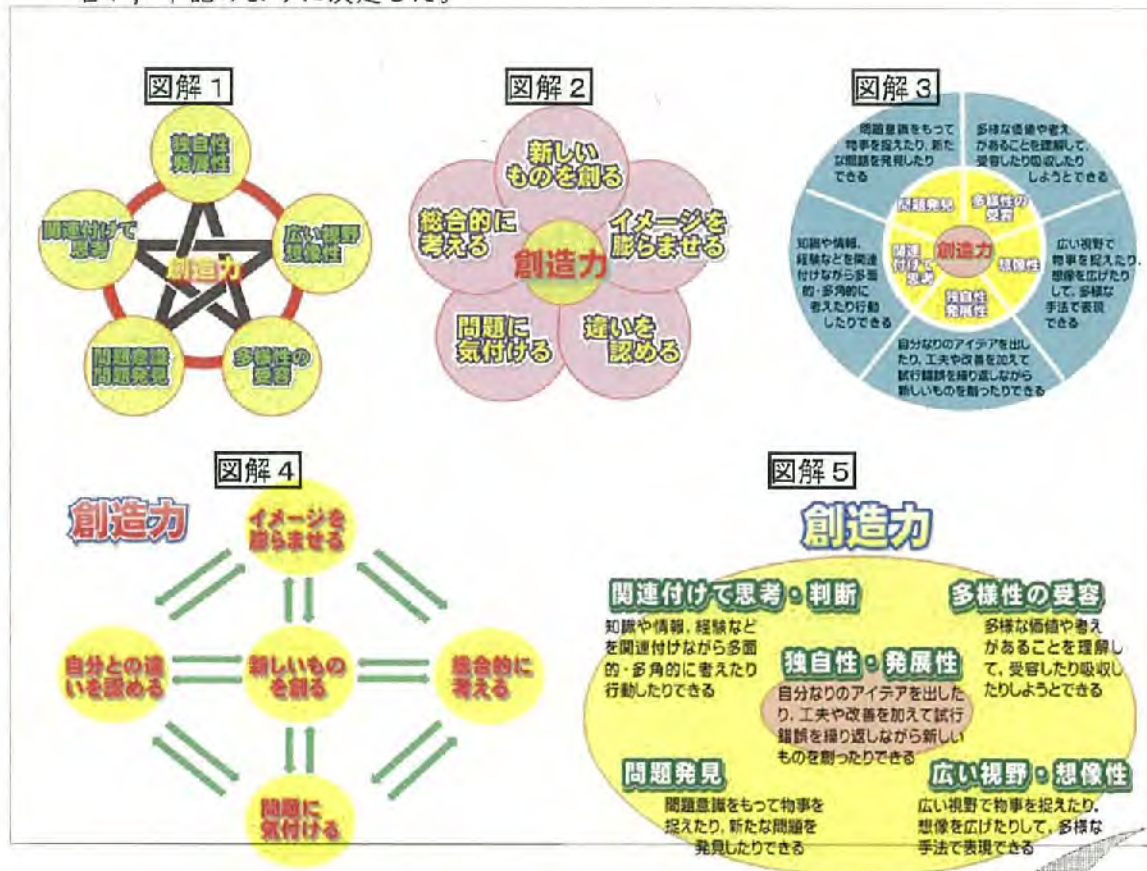 図解1
独自性
発展性
関連付けて
思考
広い視野
想像性
創造力
問題意識
問題発見
多様性の
受容
図解2
新しい
ものを創る
総合的に
考える
イメージを
膨らませる
創造力
問題に
気付ける
違いを
認める
図解3
問題意識をもって
物事を捉えたり、新た
な問題を発見したり
できる
多様な価値や考え
があることを理解して、
受容したり吸収したり
しようとできる
問題発見
多様性の
受容
知識や情報、
経験などを関連
付けながら多面
的・多角的に
考えたり行動
したりできる
関連
付けて
思考
創造力
想像性
広い視野で
物事を捉えたり、
想像を広げたり
して、多様な
手法で表現
できる
独自性
発展性
自分なりのアイデアを出し
たり、工夫や改善を加えて
試行錯誤を繰り返しながら
新しいものを創ったりできる
図解4
創造力
イメージを
膨らませる
自分との違
いを認める
新しいもの
を創る
総合的に
考える
問題に
気付ける
図解5
創造力
関連付けて思考・判断
知識や情報、経験など
を関連付けながら多面
的・多角的に考えたり
行動したりできる
多様性の受容
多様な価値や考え
があることを理解し
て、受容したり吸収し
たりしようとできる
独自性・発展性
自分なりのアイデアを出した
り、工夫や改善を加えて試行
錯誤を繰り返しながら新しい
ものを創ったりできる
問題発見
問題意識をもって物事を
捉えたり、新たな問題を
発見したりできる
広い視野・想像性
広い視野で物事を捉えたり、
想像を広げたりして、多様な
手法で表現できる